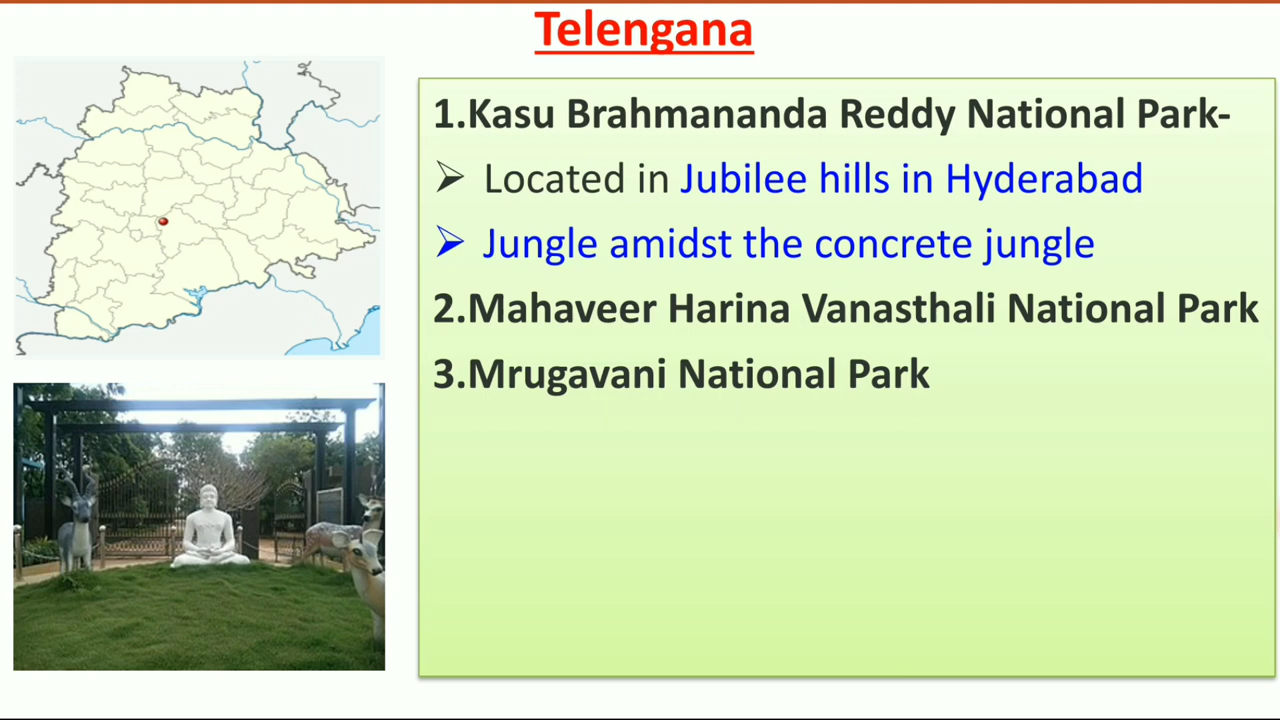 Telengana
1.Kasu Brahmananda Reddy National Park-
➢ Located in Jubilee hills in Hyderabad
➢ Jungle amidst the concrete jungle
2.Mahaveer Harina Vanasthali National Park
3.Mrugavani National Park